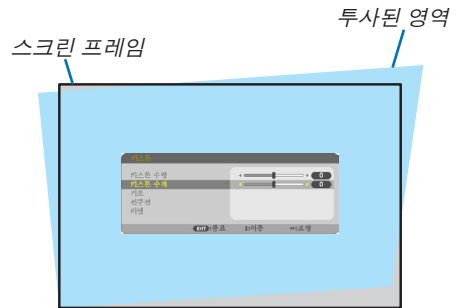 투사된 영역
스크린 프레임
키스톤
키스톤 수평 0
키스톤 수직 0
기초
핀쿠션
리셋
EXIT :종료 :이동 :조정